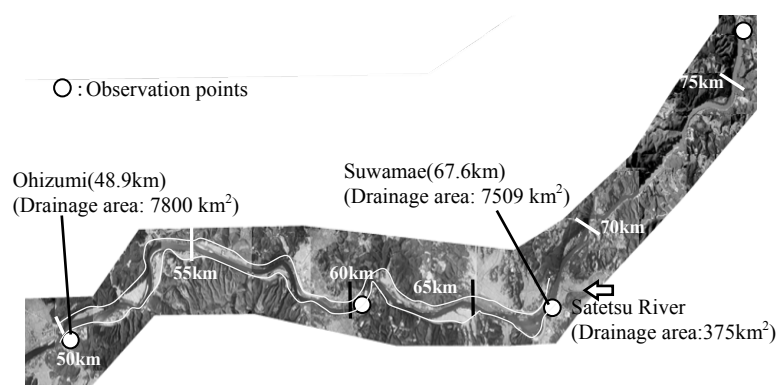 75km
: Observation points
Suwamae(67.6km)
(Drainage area: 7509 km²)
Ohizumi(48.9km)
(Drainage area: 7800 km²)
70km
55km
60km
65km
Satetsu River
(Drainage area:375km²)
50km